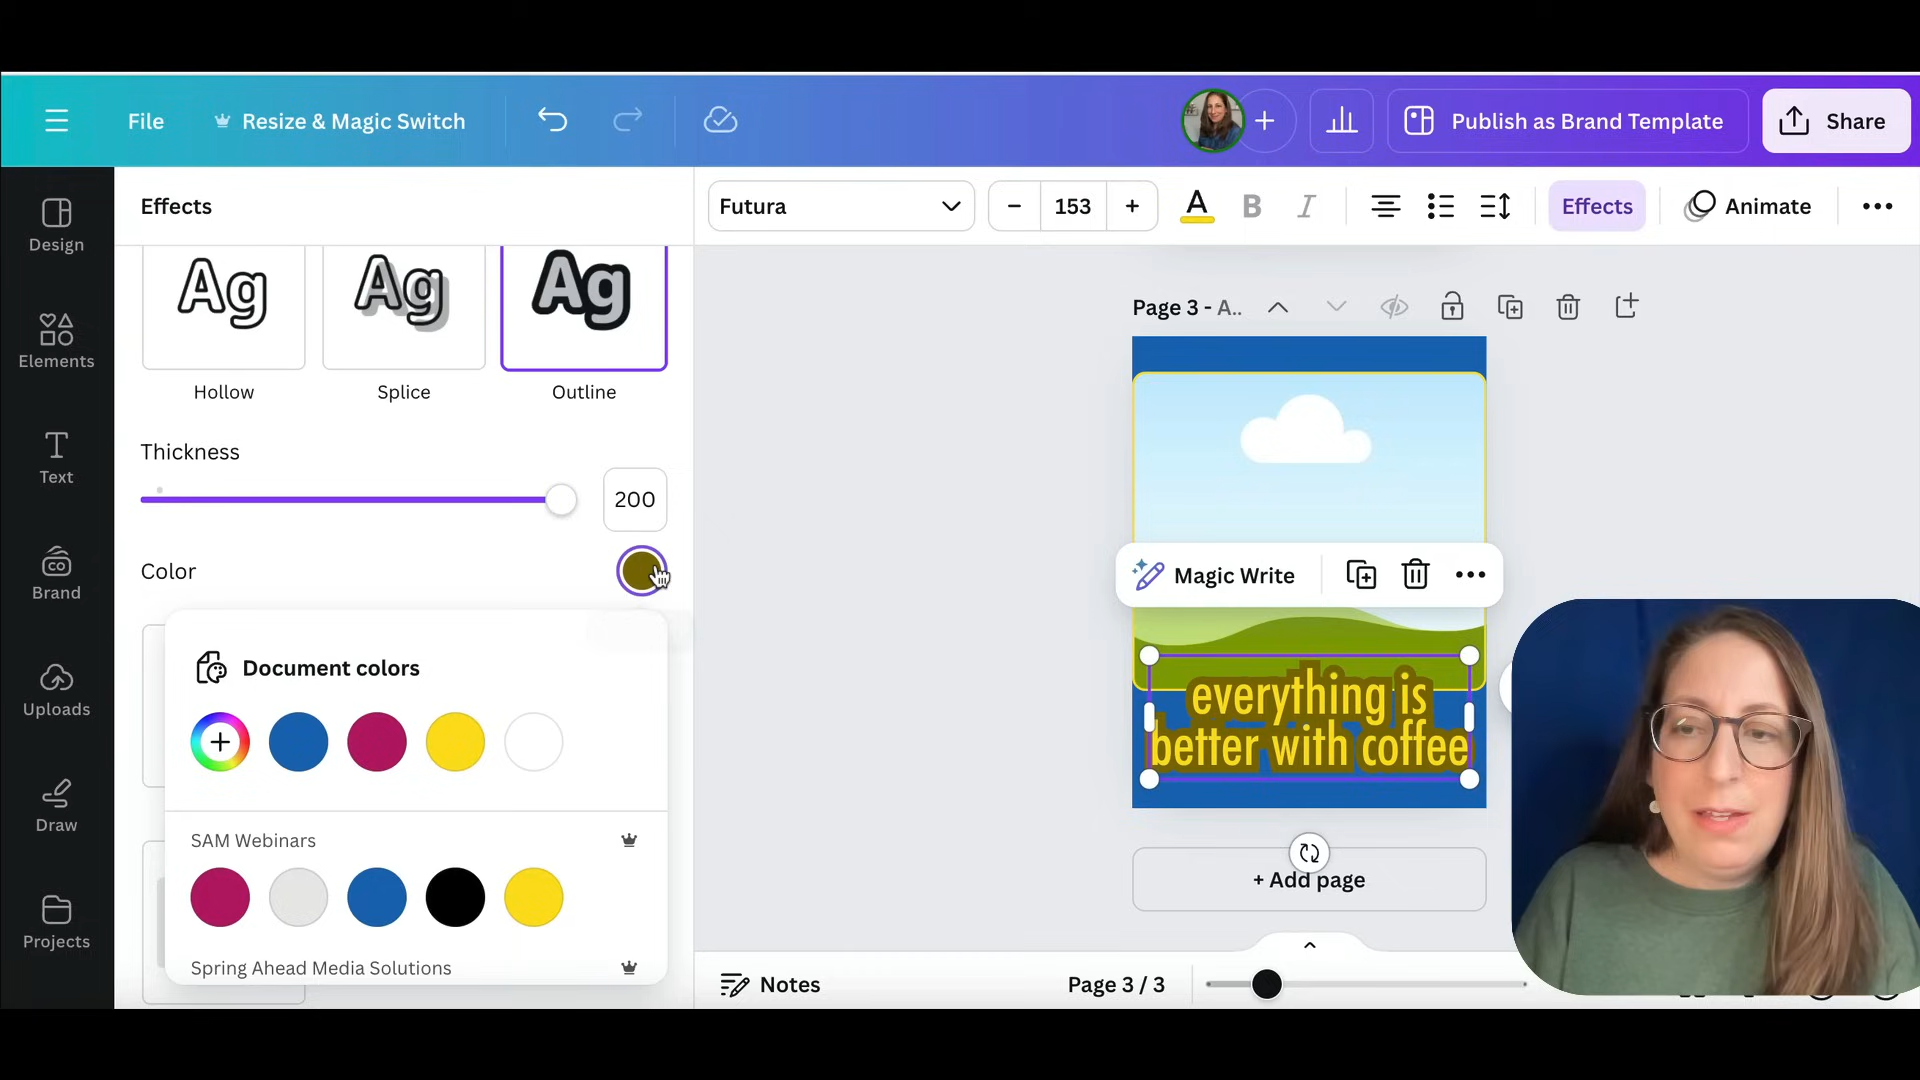 File
Resize & Magic Switch
Publish as Brand Template
Share
Design
Elements
Text
Brand
Uploads
Draw
Projects
Effects
Ag
Ag
Ag
Hollow
Splice
Outline
Thickness
200
Color
Document colors
SAM Webinars
Spring Ahead Media Solutions
Futura
– 153 +
A B I
Effects
Animate
Page 3 - A..
Magic Write
everything is
better with coffee
+ Add page
Notes
Page 3 / 3